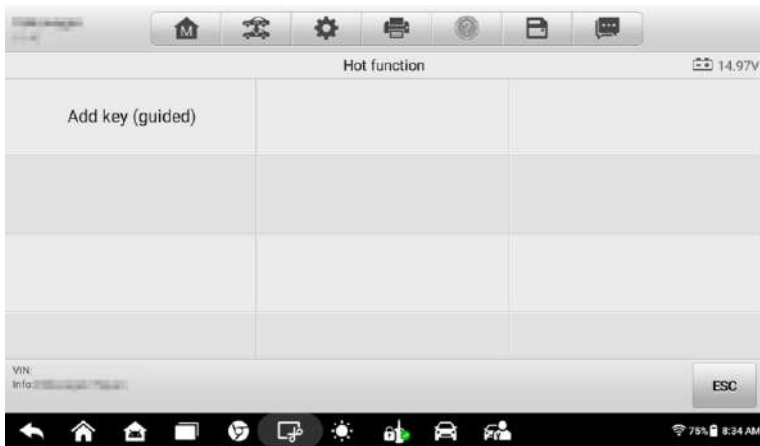 M
Hot function
14.97V
Add key (guided)
VIN:
Info:
ESC
75% 8:34 AM